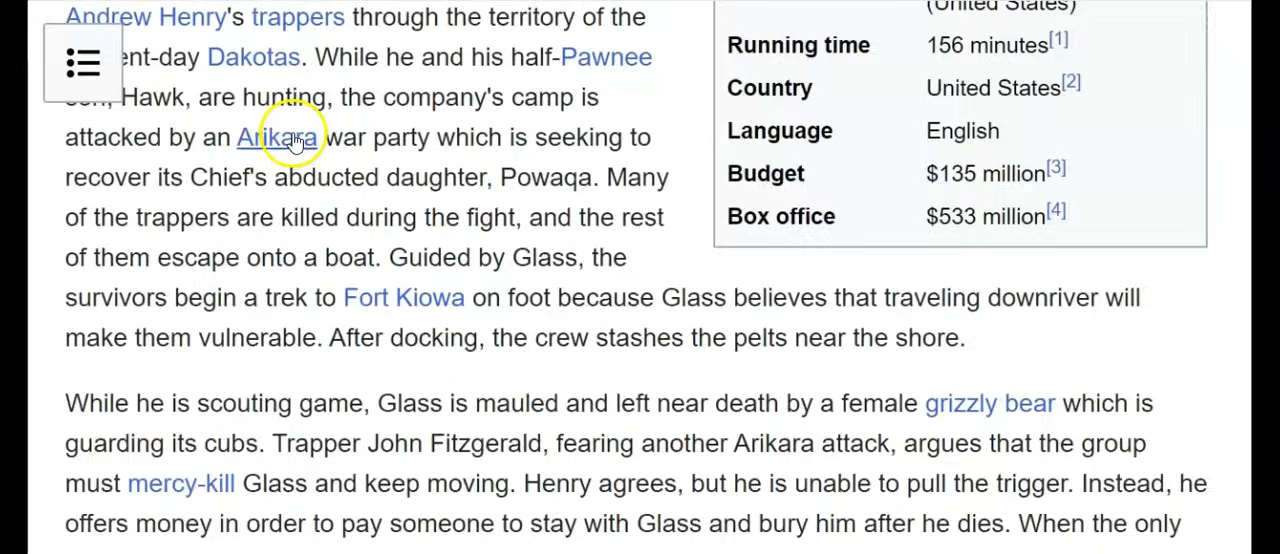 Andrew Henry's trappers through the territory of the
ent-day Dakotas. While he and his half-Pawnee
son, Hawk, are hunting, the company's camp is
attacked by an Arikara war party which is seeking to
recover its Chief's abducted daughter, Powaqa. Many
of the trappers are killed during the fight, and the rest
of them escape onto a boat. Guided by Glass, the
survivors begin a trek to Fort Kiowa on foot because Glass believes that traveling downriver will
make them vulnerable. After docking, the crew stashes the pelts near the shore.
While he is scouting game, Glass is mauled and left near death by a female grizzly bear which is
guarding its cubs. Trapper John Fitzgerald, fearing another Arikara attack, argues that the group
must mercy-kill Glass and keep moving. Henry agrees, but he is unable to pull the trigger. Instead, he
offers money in order to pay someone to stay with Glass and bury him after he dies. When the only
(United States)
Running time 156 minutes[1]
Country United States[2]
Language English
Budget $135 million[3]
Box office $533 million[4]